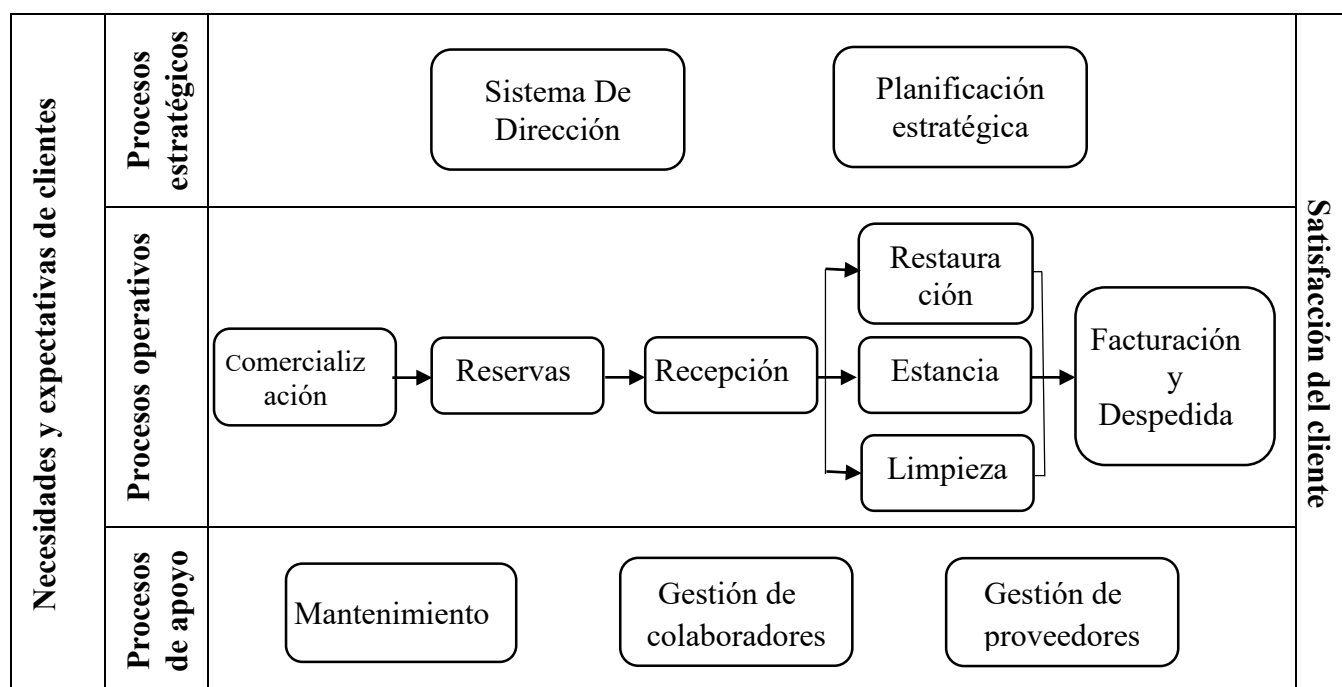 Necesidades y expectativas de clientes
Procesos
estratégicos
Sistema De
Dirección
Planificación
estratégica
Procesos operativos
Comercializ
ación
Reservas
Recepción
Restaura
ción
Estancia
Limpieza
Facturación
y
Despedida
Procesos
de apoyo
Mantenimiento
Gestión de
colaboradores
Gestión de
proveedores
Satisfacción del cliente